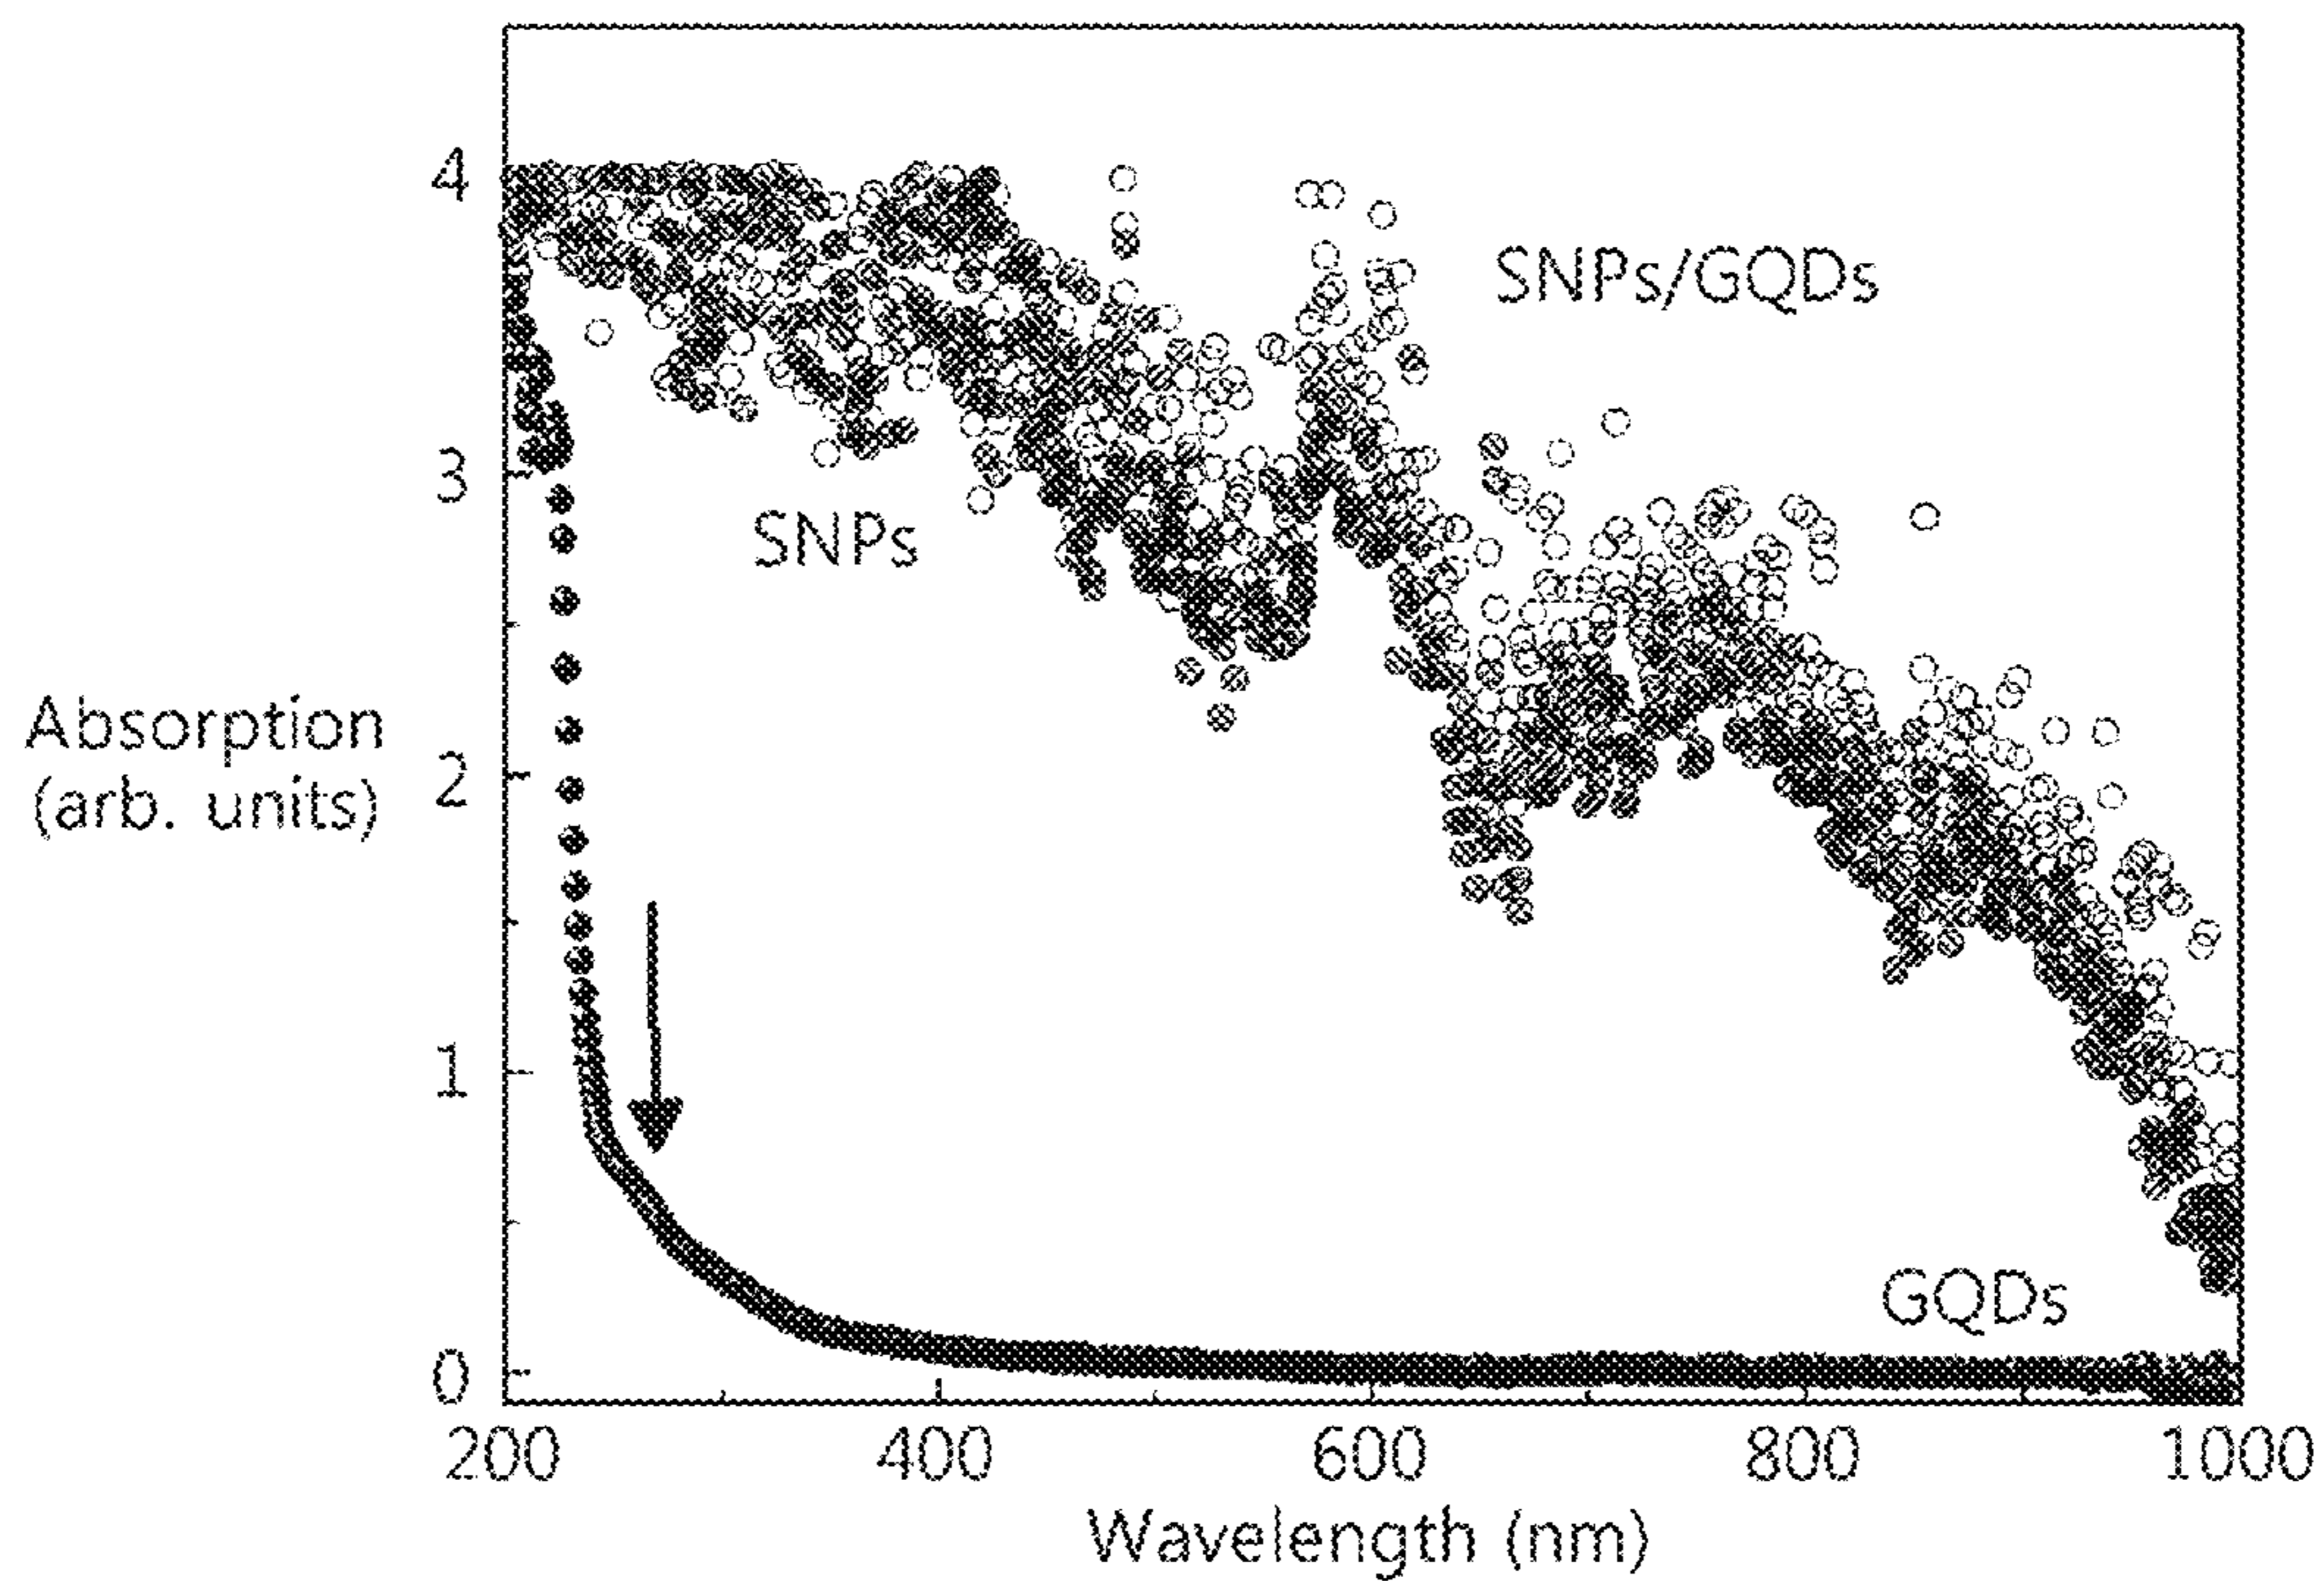 4
SNPs/GQDs
3
SNPs
Absorption
(arb. units)
2
1
GQDs
0
200 400 600 800 1000
Wavelength (nm)